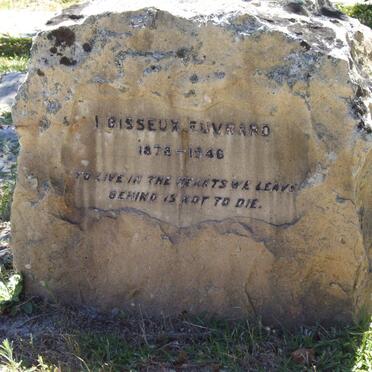 I BISSEUX EUVRARD
1878 – 1946
TO LIVE IN THE HEARTS WE LEAVE
BEHIND IS NOT TO DIE.